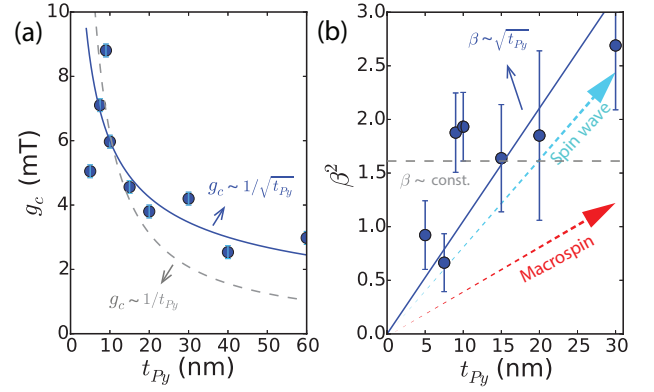 (a)
10
8
6
4
2
0
g_c (mT)
g_c ~ 1/√t_Py
g_c ~ 1/t_Py
0 10 20 30 40 50 60
t_Py (nm)
(b)
3.0
2.5
2.0
1.5
1.0
0.5
0.0
β²
β ~ √t_Py
Spin wave
β ~ const.
Macrospin
0 5 10 15 20 25 30
t_Py (nm)